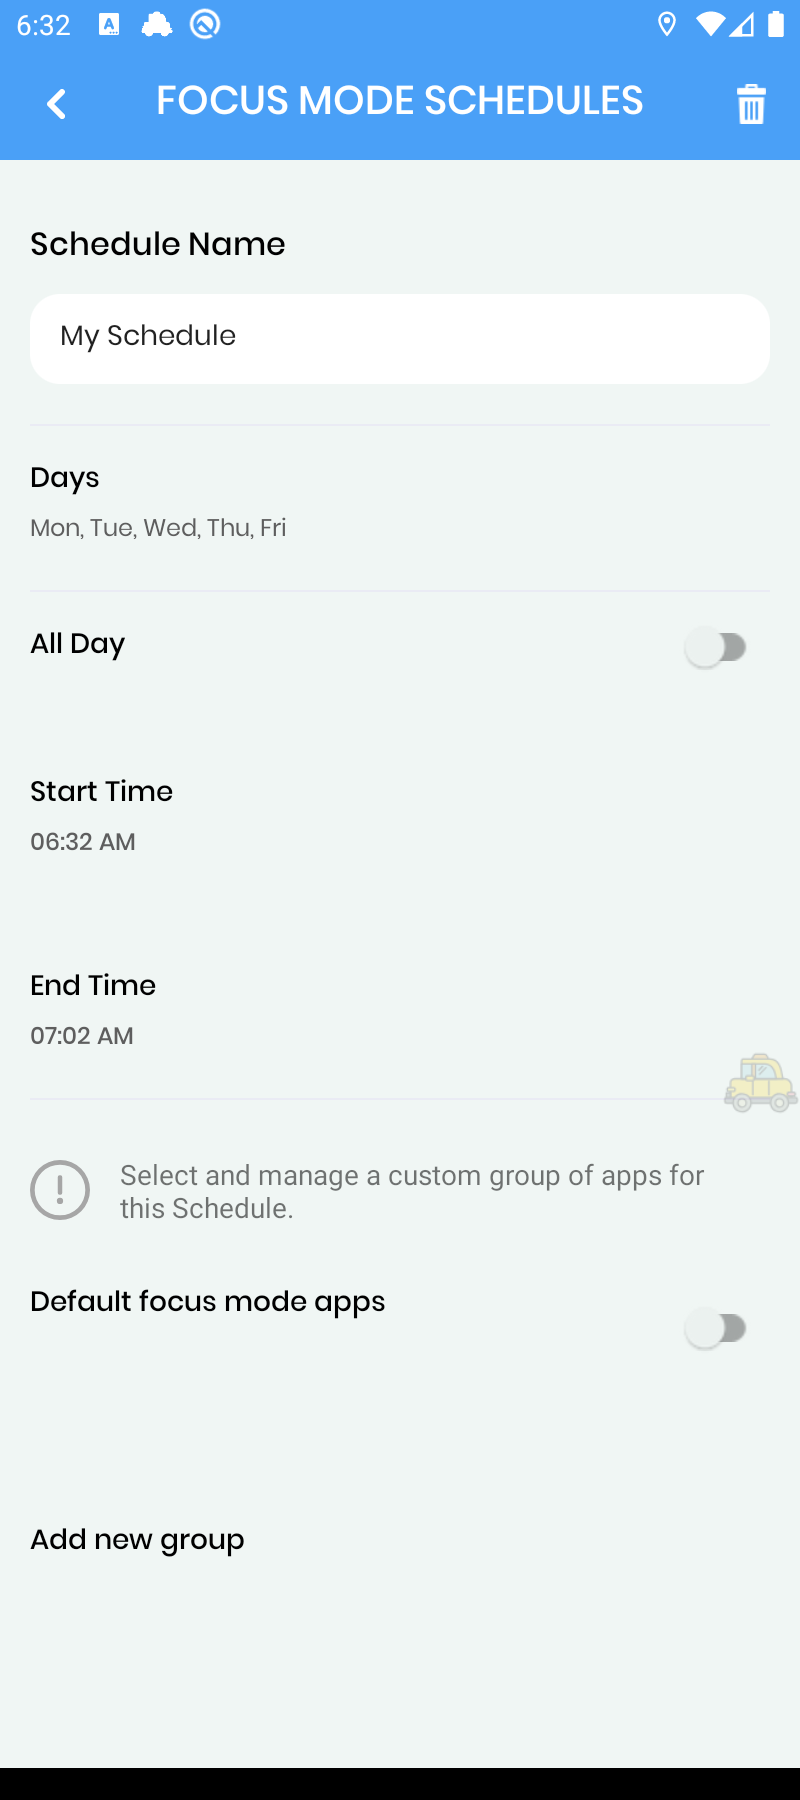 6:32
FOCUS MODE SCHEDULES
Schedule Name
My Schedule
Days
Mon, Tue, Wed, Thu, Fri
All Day
Start Time
06:32 AM
End Time
07:02 AM
Select and manage a custom group of apps for
this Schedule.
Default focus mode apps
Add new group